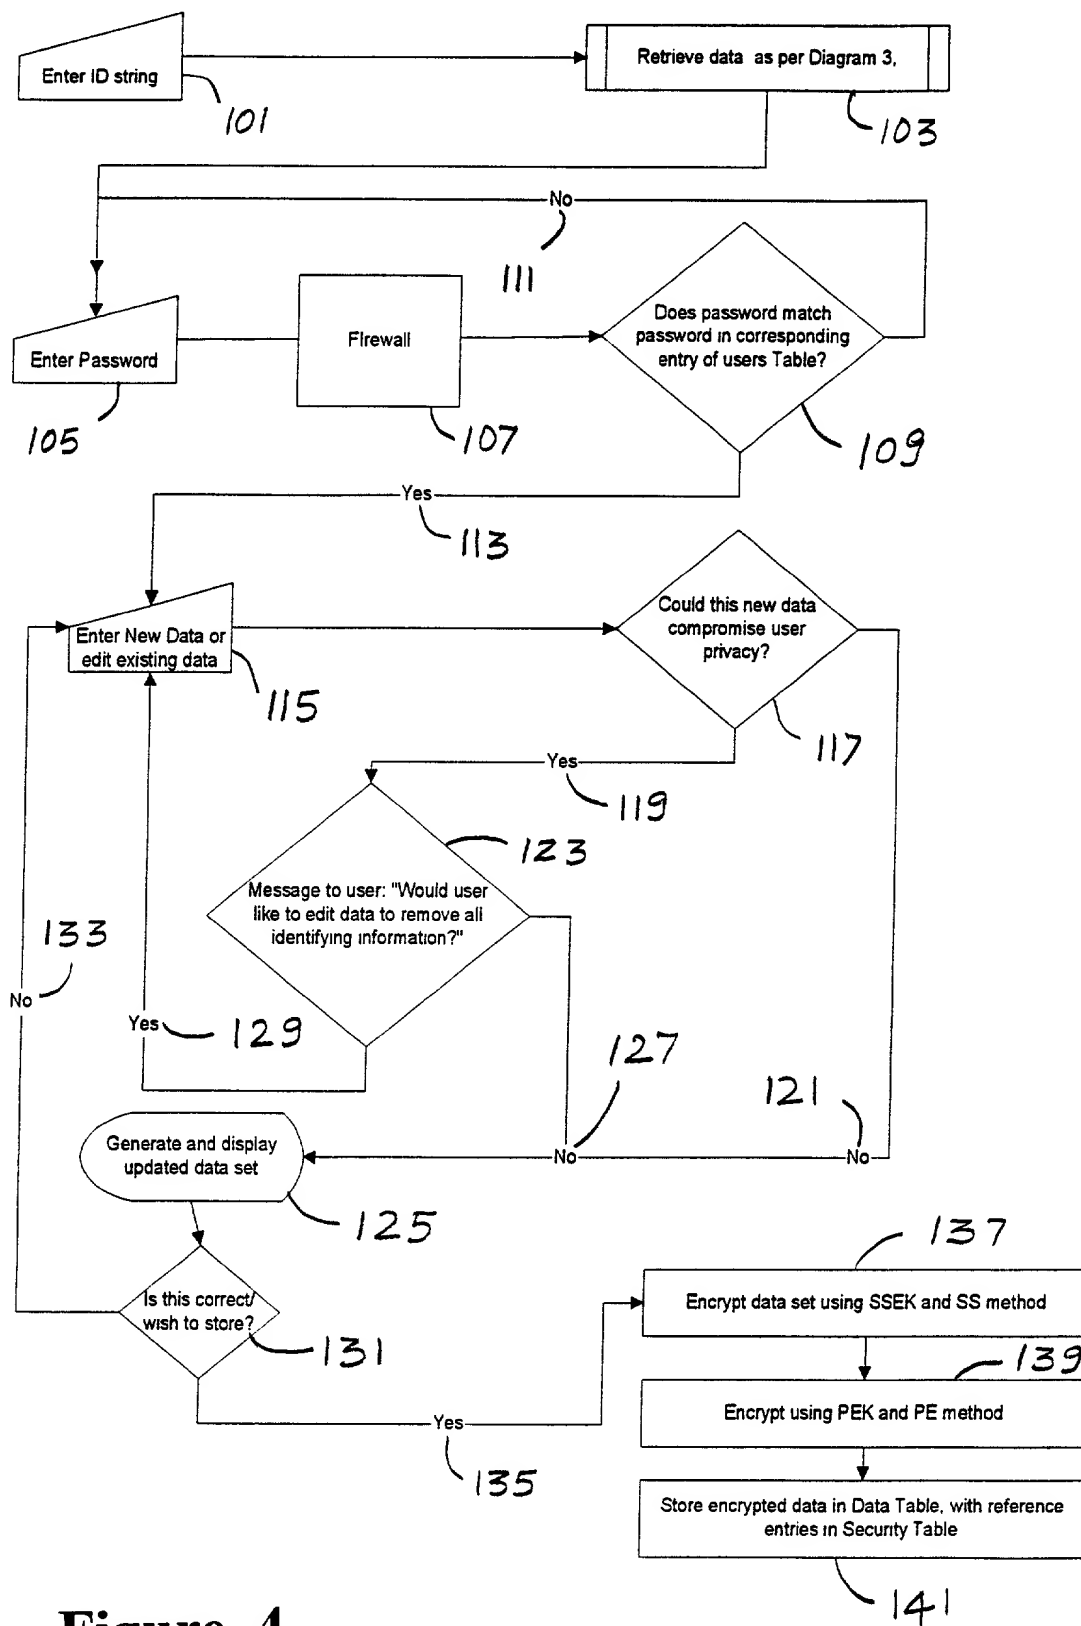 Enter ID string
Retrieve data as per Diagram 3,
101
103
No
111
Enter Password
Firewall
Does password match
password in corresponding
entry of users Table?
105
107
109
Yes
113
Enter New Data or
edit existing data
Could this new data
compromise user
privacy?
115
117
Yes
119
123
Message to user: "Would user
like to edit data to remove all
identifying information?"
133
No
Yes
129
127
121
Generate and display
updated data set
No
No
125
137
Is this correct/
wish to store?
Encrypt data set using SSEK and SS method
131
139
Encrypt using PEK and PE method
Yes
135
Store encrypted data in Data Table, with reference
entries in Security Table
141
Figure 4